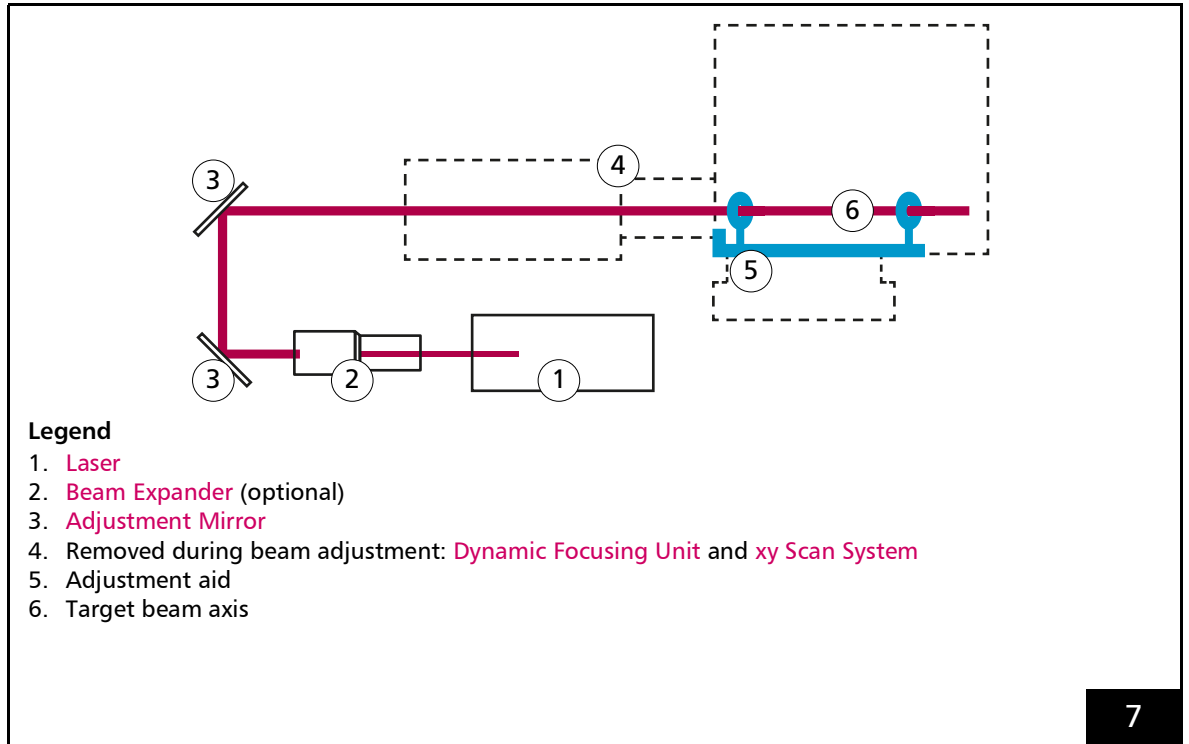 3
4
6
5
3
2
1
Legend
1. Laser
2. Beam Expander (optional)
3. Adjustment Mirror
4. Removed during beam adjustment: Dynamic Focusing Unit and xy Scan System
5. Adjustment aid
6. Target beam axis
7